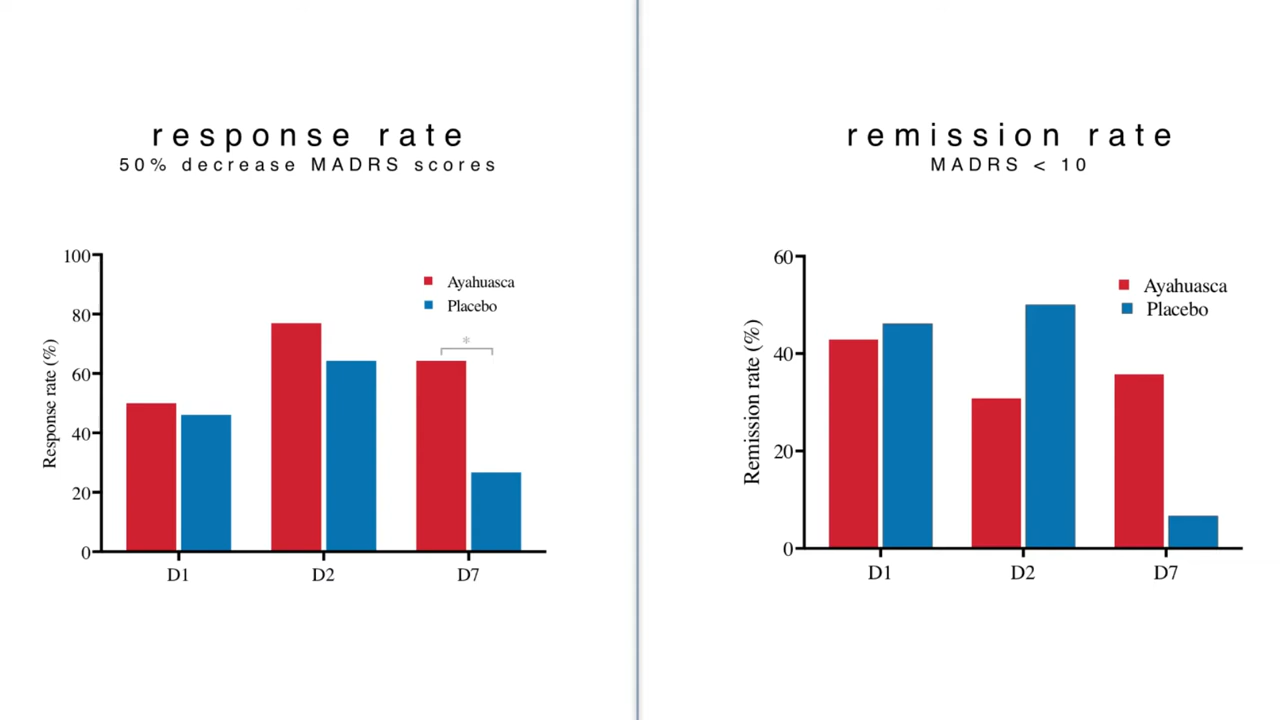 response rate
50% decrease MADRS scores
100
80
60
40
20
0
Response rate (%)
Ayahuasca
Placebo
*
D1 D2 D7
remission rate
MADRS < 10
60
40
20
0
Remission rate (%)
Ayahuasca
Placebo
D1 D2 D7